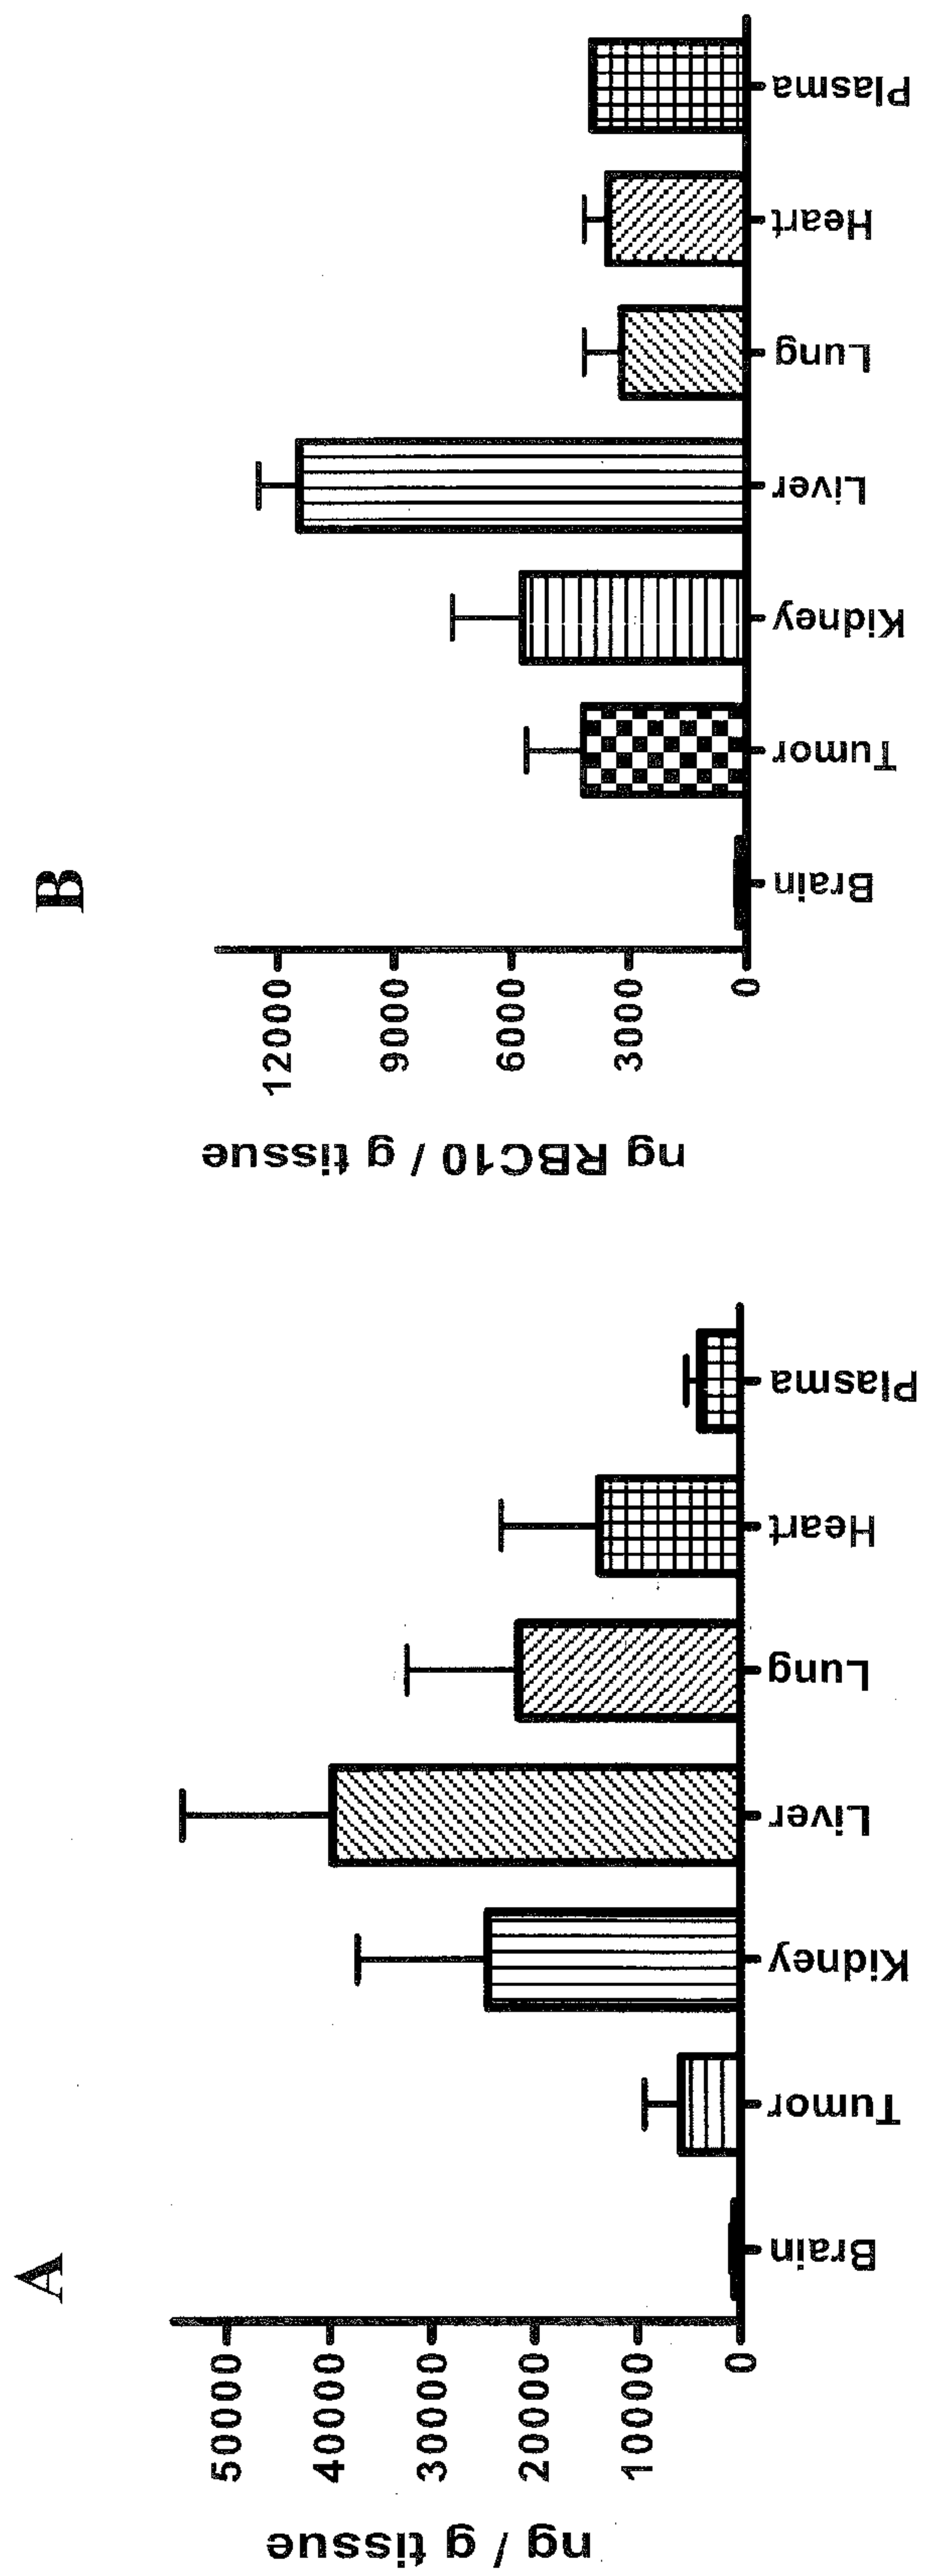 A
ng / g tissue
50000
40000
30000
20000
10000
0
Brain
Tumor
Kidney
Liver
Lung
Heart
Plasma
B
ng RBC10 / g tissue
12000
9000
6000
3000
0
Brain
Tumor
Kidney
Liver
Lung
Heart
Plasma